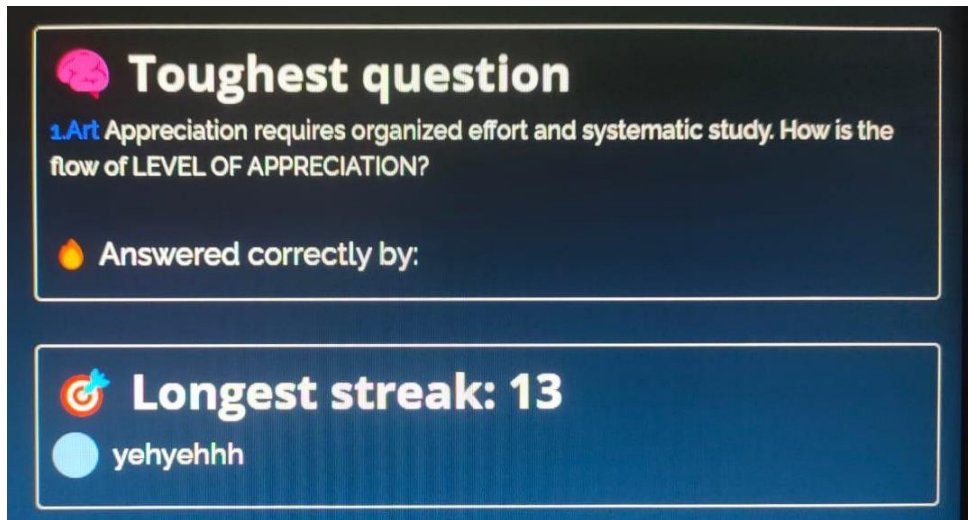 Toughest question
1.Art Appreciation requires organized effort and systematic study. How is the
flow of LEVEL OF APPRECIATION?
Answered correctly by:
Longest streak: 13
yehyehhh